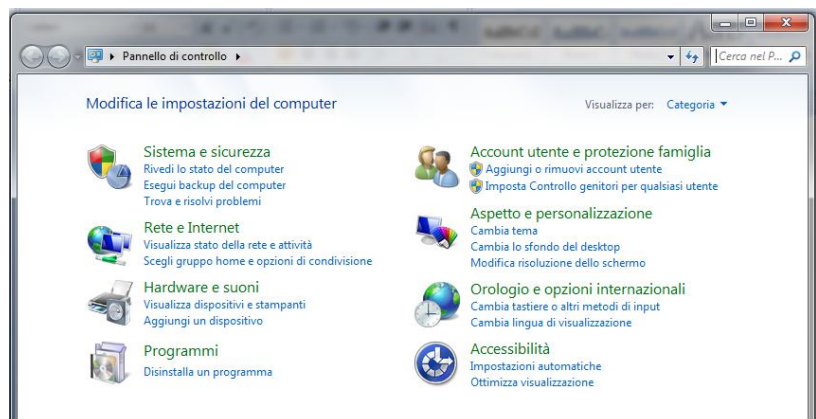 Pannello di controllo
Cerca nel P...
Modifica le impostazioni del computer
Visualizza per: Categoria
Sistema e sicurezza
Rivedi lo stato del computer
Esegui backup del computer
Trova e risolvi problemi
Rete e Internet
Visualizza stato della rete e attività
Scegli gruppo home e opzioni di condivisione
Hardware e suoni
Visualizza dispositivi e stampanti
Aggiungi un dispositivo
Programmi
Disinstalla un programma
Account utente e protezione famiglia
Aggiungi o rimuovi account utente
Imposta Controllo genitori per qualsiasi utente
Aspetto e personalizzazione
Cambia tema
Cambia lo sfondo del desktop
Modifica risoluzione dello schermo
Orologio e opzioni internazionali
Cambia tastiere o altri metodi di input
Cambia lingua di visualizzazione
Accessibilità
Impostazioni automatiche
Ottimizza visualizzazione